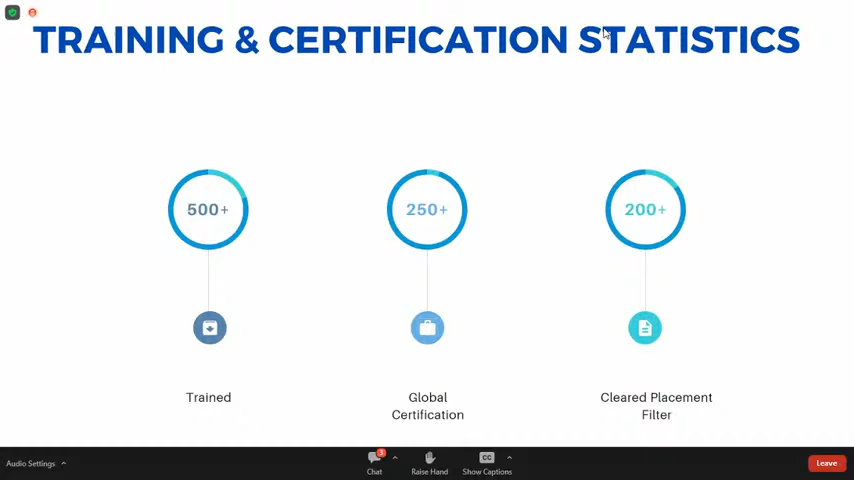 TRAINING & CERTIFICATION STATISTICS
500+
250+
200+
Trained
Global
Certification
Cleared Placement
Filter
Audio Settings
3
Chat
Raise Hand
CC
Show Captions
Leave